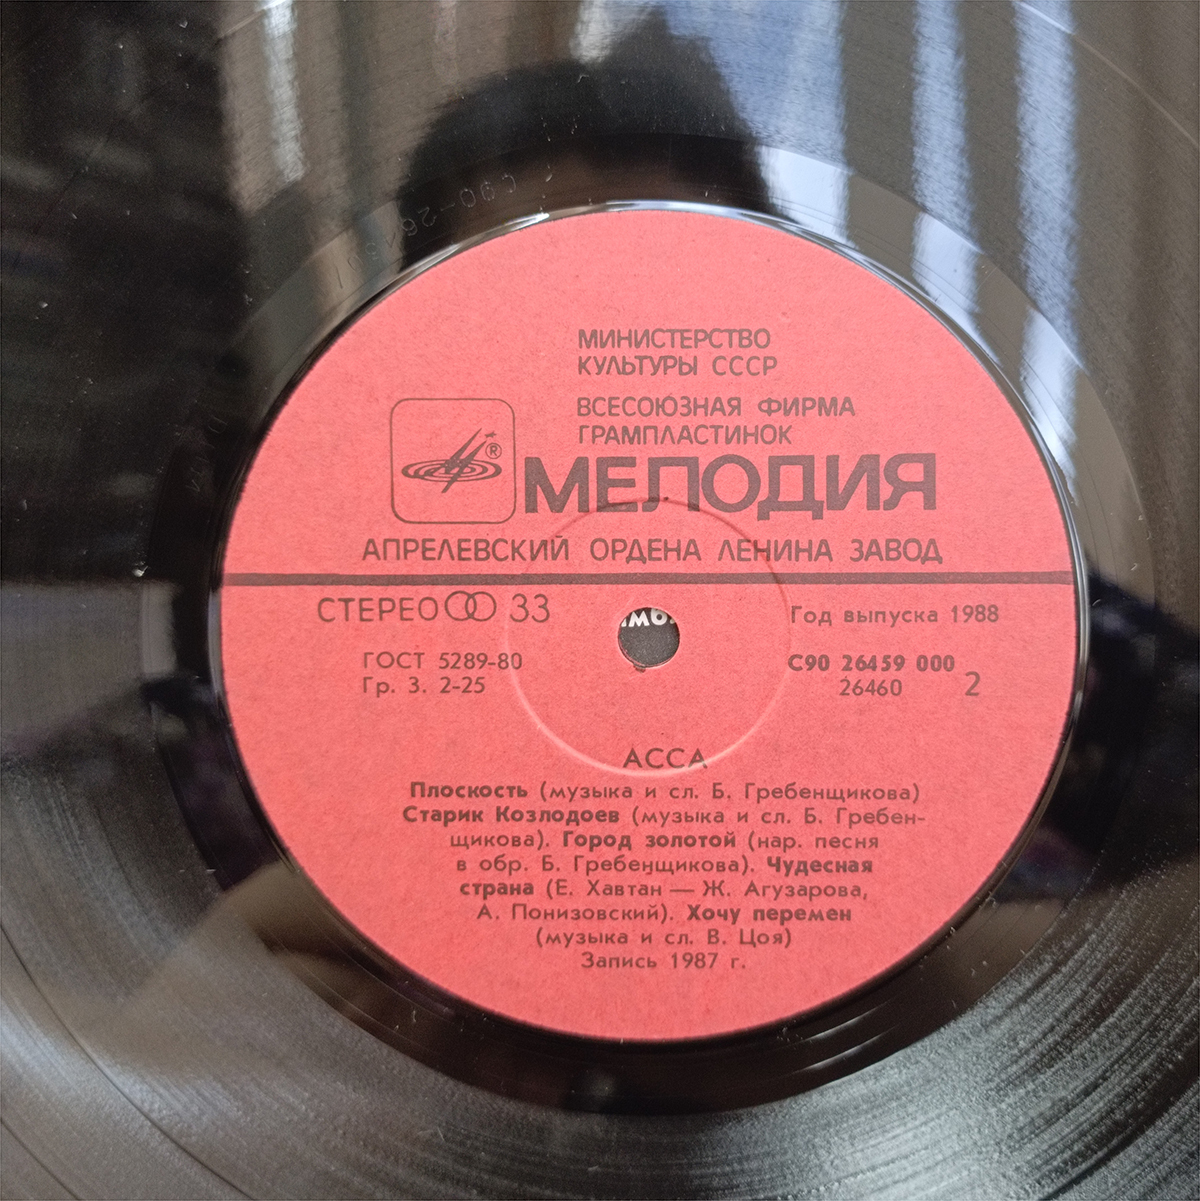 МИНИСТЕРСТВО
КУЛЬТУРЫ СССР
ВСЕСОЮЗНАЯ ФИРМА
ГРАМПЛАСТИНОК
®
МЕЛОДИЯ
АПРЕЛЕВСКИЙ ОРДЕНА ЛЕНИНА ЗАВОД
СТЕРЕО 33
Год выпуска 1988
ГОСТ 5289-80
Гр. 3. 2-25
С90 26459 000
26460 2
АССА
Плоскость (музыка и сл. Б. Гребенщикова)
Старик Козлодоев (музыка и сл. Б. Гребен-
щикова). Город золотой (нар. песня
в обр. Б. Гребенщикова). Чудесная
страна (Е. Хавтан — Ж. Агузарова,
А. Понизовский). Хочу перемен
(музыка и сл. В. Цоя)
Запись 1987 г.